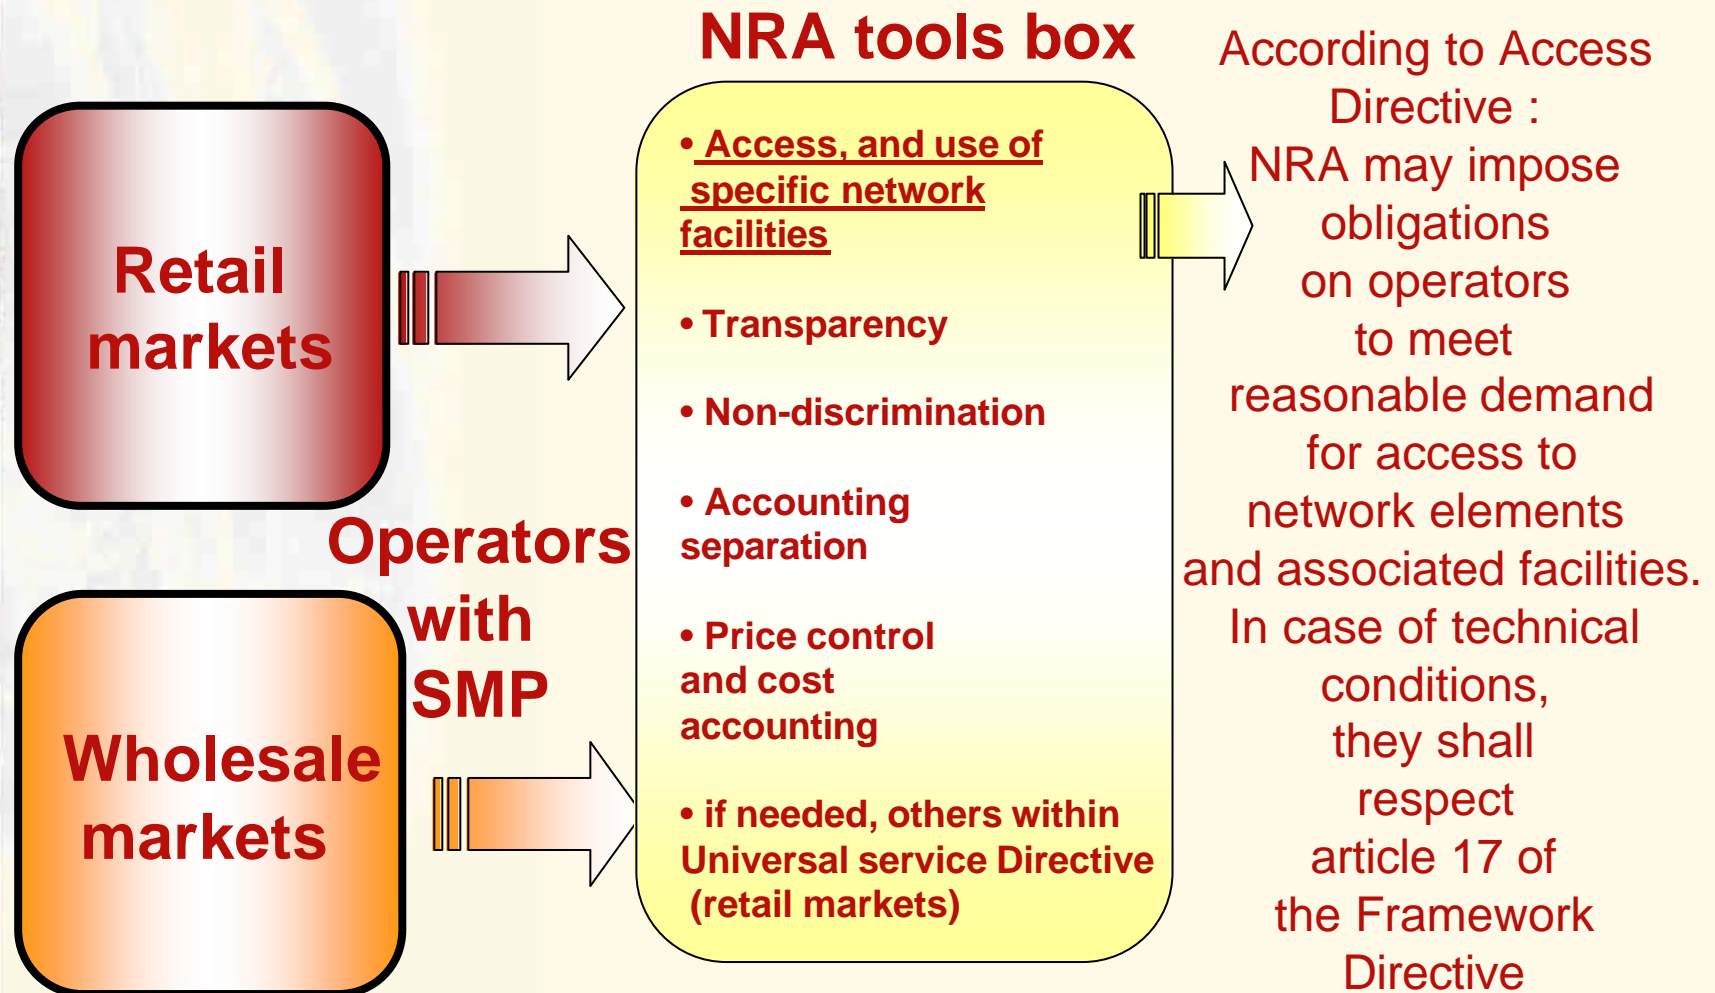 NRA tools box
Retail
markets
Operators
with
SMP
Wholesale
markets
• Access, and use of
specific network
facilities
• Transparency
• Non-discrimination
• Accounting
separation
• Price control
and cost
accounting
• if needed, others within
Universal service Directive
(retail markets)
According to Access
Directive :
NRA may impose
obligations
on operators
to meet
reasonable demand
for access to
network elements
and associated facilities.
In case of technical
conditions,
they shall
respect
article 17 of
the Framework
Directive